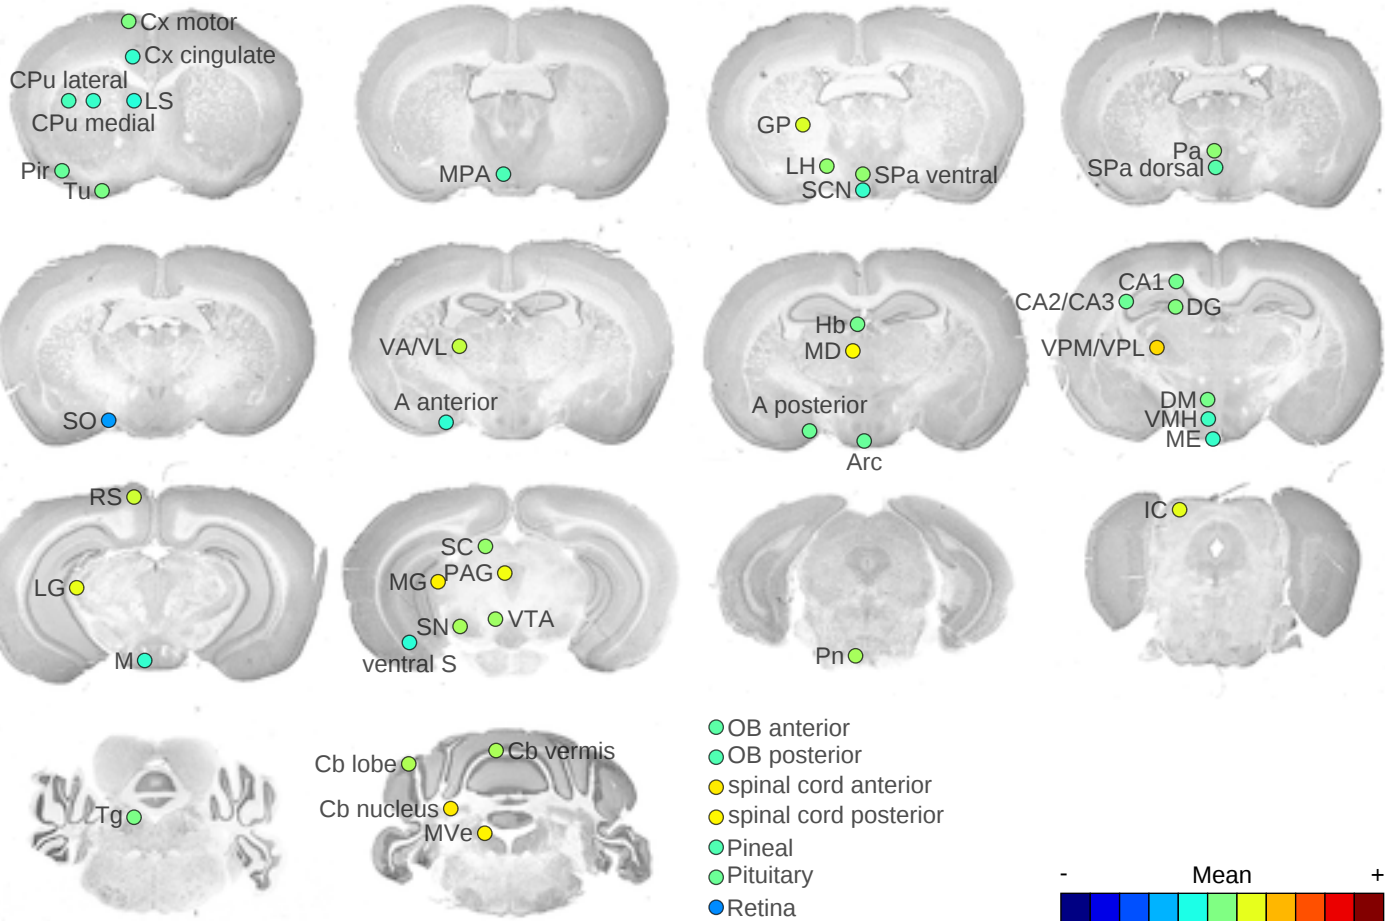 Cx motor
Cx cingulate
CPu lateral
LS
CPu medial
Pir
Tu
MPA
GP
LH
SPa ventral
SCN
Pa
SPa dorsal
SO
VA/VL
A anterior
Hb
MD
A posterior
Arc
CA1
CA2/CA3
DG
VPM/VPL
DM
VMH
ME
RS
LG
M
SC
MG PAG
SN VTA
ventral S
Pn
IC
Tg
Cb vermis
Cb lobe
Cb nucleus
MVe
OB anterior
OB posterior
spinal cord anterior
spinal cord posterior
Pineal
Pituitary
Retina
- Mean +